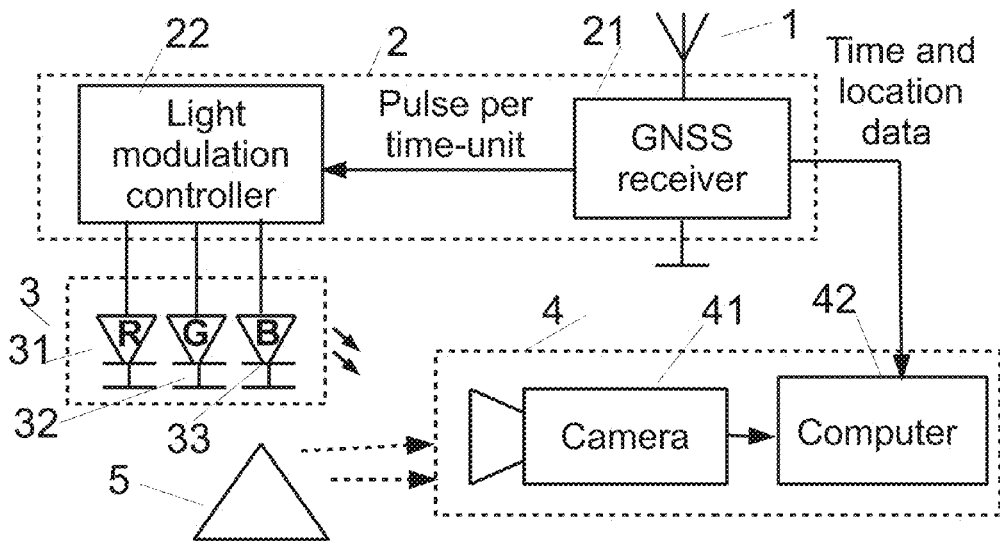 22
2
21
1
Time and
location
data
Light
modulation
controller
Pulse per
time-unit
GNSS
receiver
3
31
R
G
B
32
33
4
41
42
Camera
Computer
5